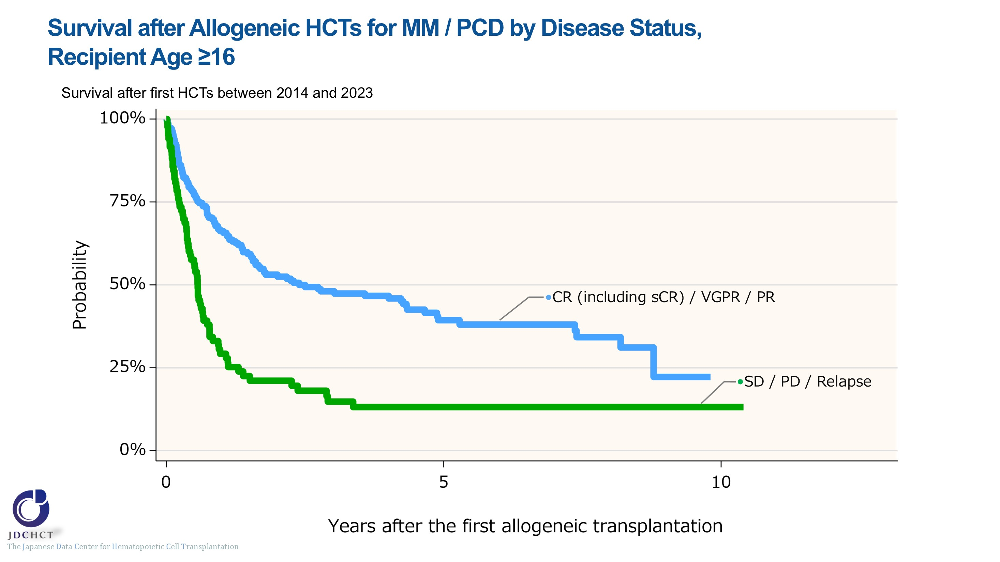 Survival after Allogeneic HCTs for MM / PCD by Disease Status,
Recipient Age ≥16
Survival after first HCTs between 2014 and 2023
100%
75%
50%
25%
0%
Probability
CR (including sCR) / VGPR / PR
SD / PD / Relapse
0
5
10
Years after the first allogeneic transplantation
JDCHCT
The Japanese Data Center for Hematopoietic Cell Transplantation